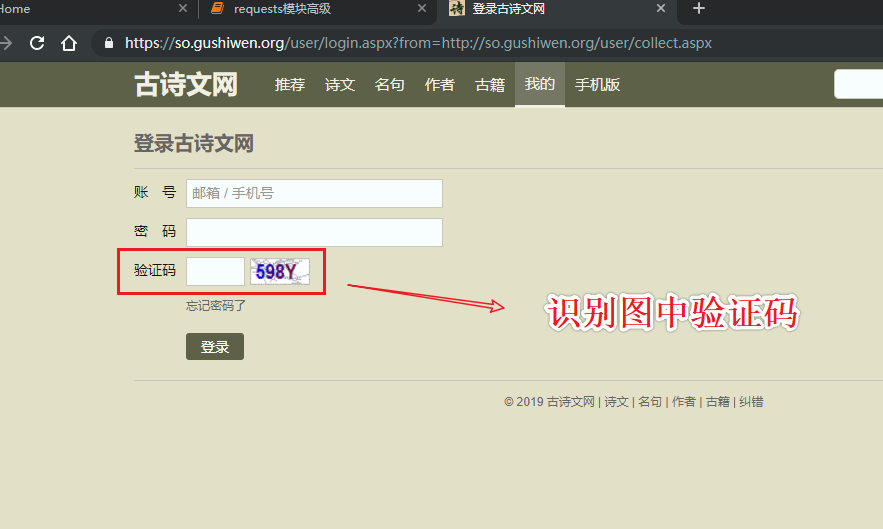 Home
requests模块高级
登录古诗文网
https://so.gushiwen.org/user/login.aspx?from=http://so.gushiwen.org/user/collect.aspx
古诗文网 推荐 诗文 名句 作者 古籍 我的 手机版
登录古诗文网
账 号 邮箱 / 手机号
密 码
验证码 598Y
忘记密码了
识别图中验证码
登录
© 2019 古诗文网 | 诗文 | 名句 | 作者 | 古籍 | 纠错